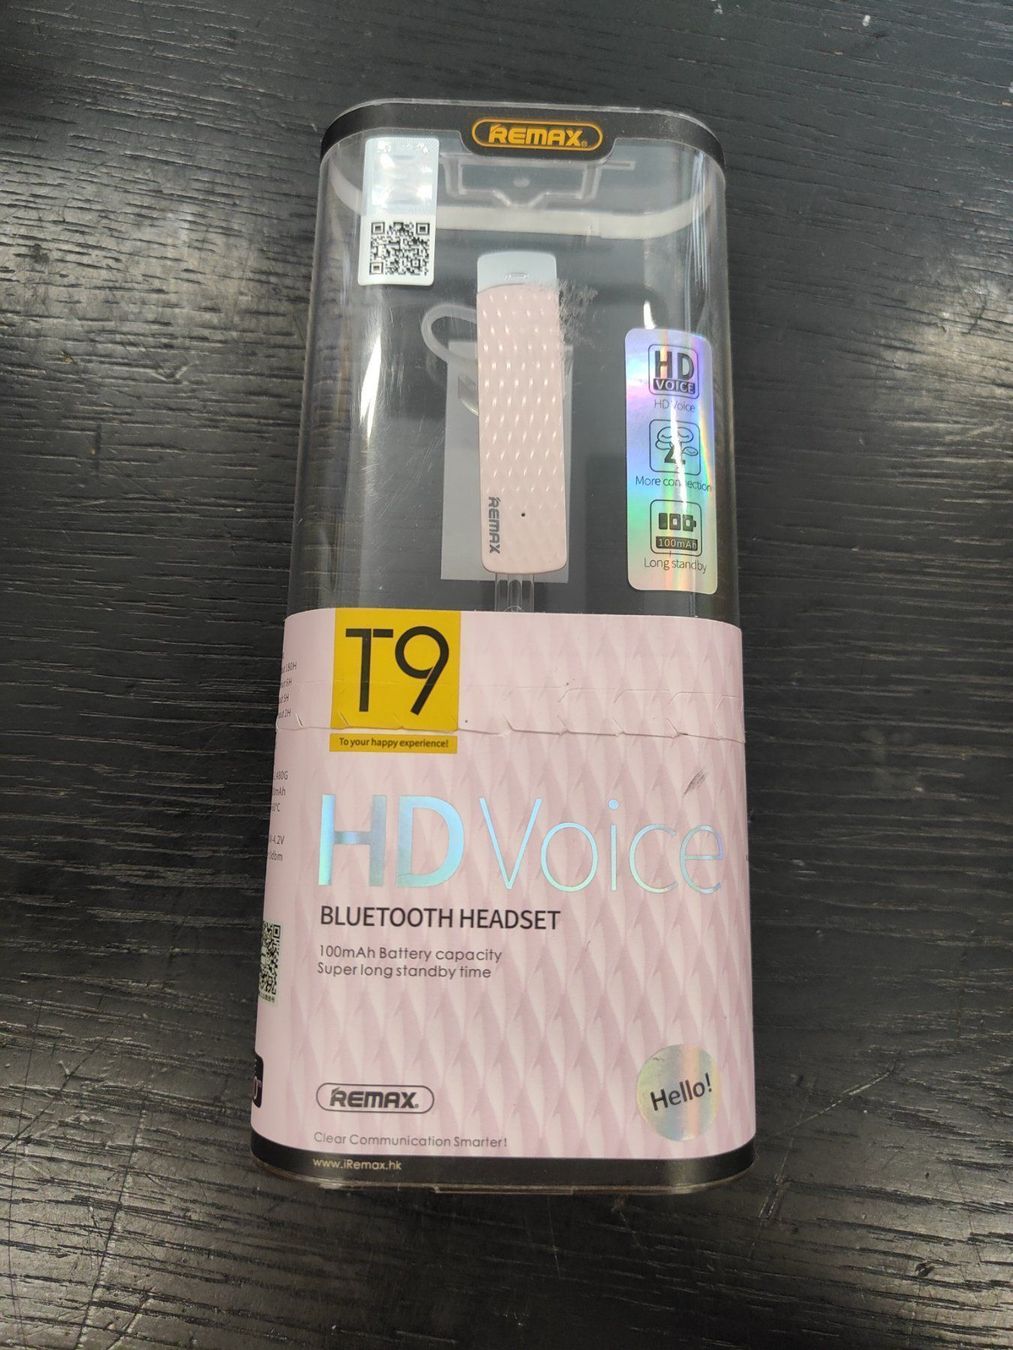 REMAX
HD
VOICE
HD Voice
More connection
100mAh
Long standby
REMAX
T9
To your happy experience!
HD Voice
BLUETOOTH HEADSET
100mAh Battery capacity
Super long standby time
Hello!
REMAX
Clear Communication Smarter!
www.iRemax.hk